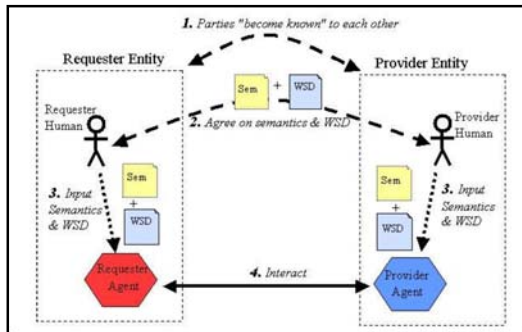 1. Parties "become known" to each other
Requester Entity
Provider Entity
Sem
+
WSD
Requester
Human
Provider
Human
2. Agree on semantics & WSD
Sem
+
WSD
3. Input
Semantics
& WSD
Sem
+
WSD
3. Input
Semantics
& WSD
Requester
Agent
4. Interact
Provider
Agent